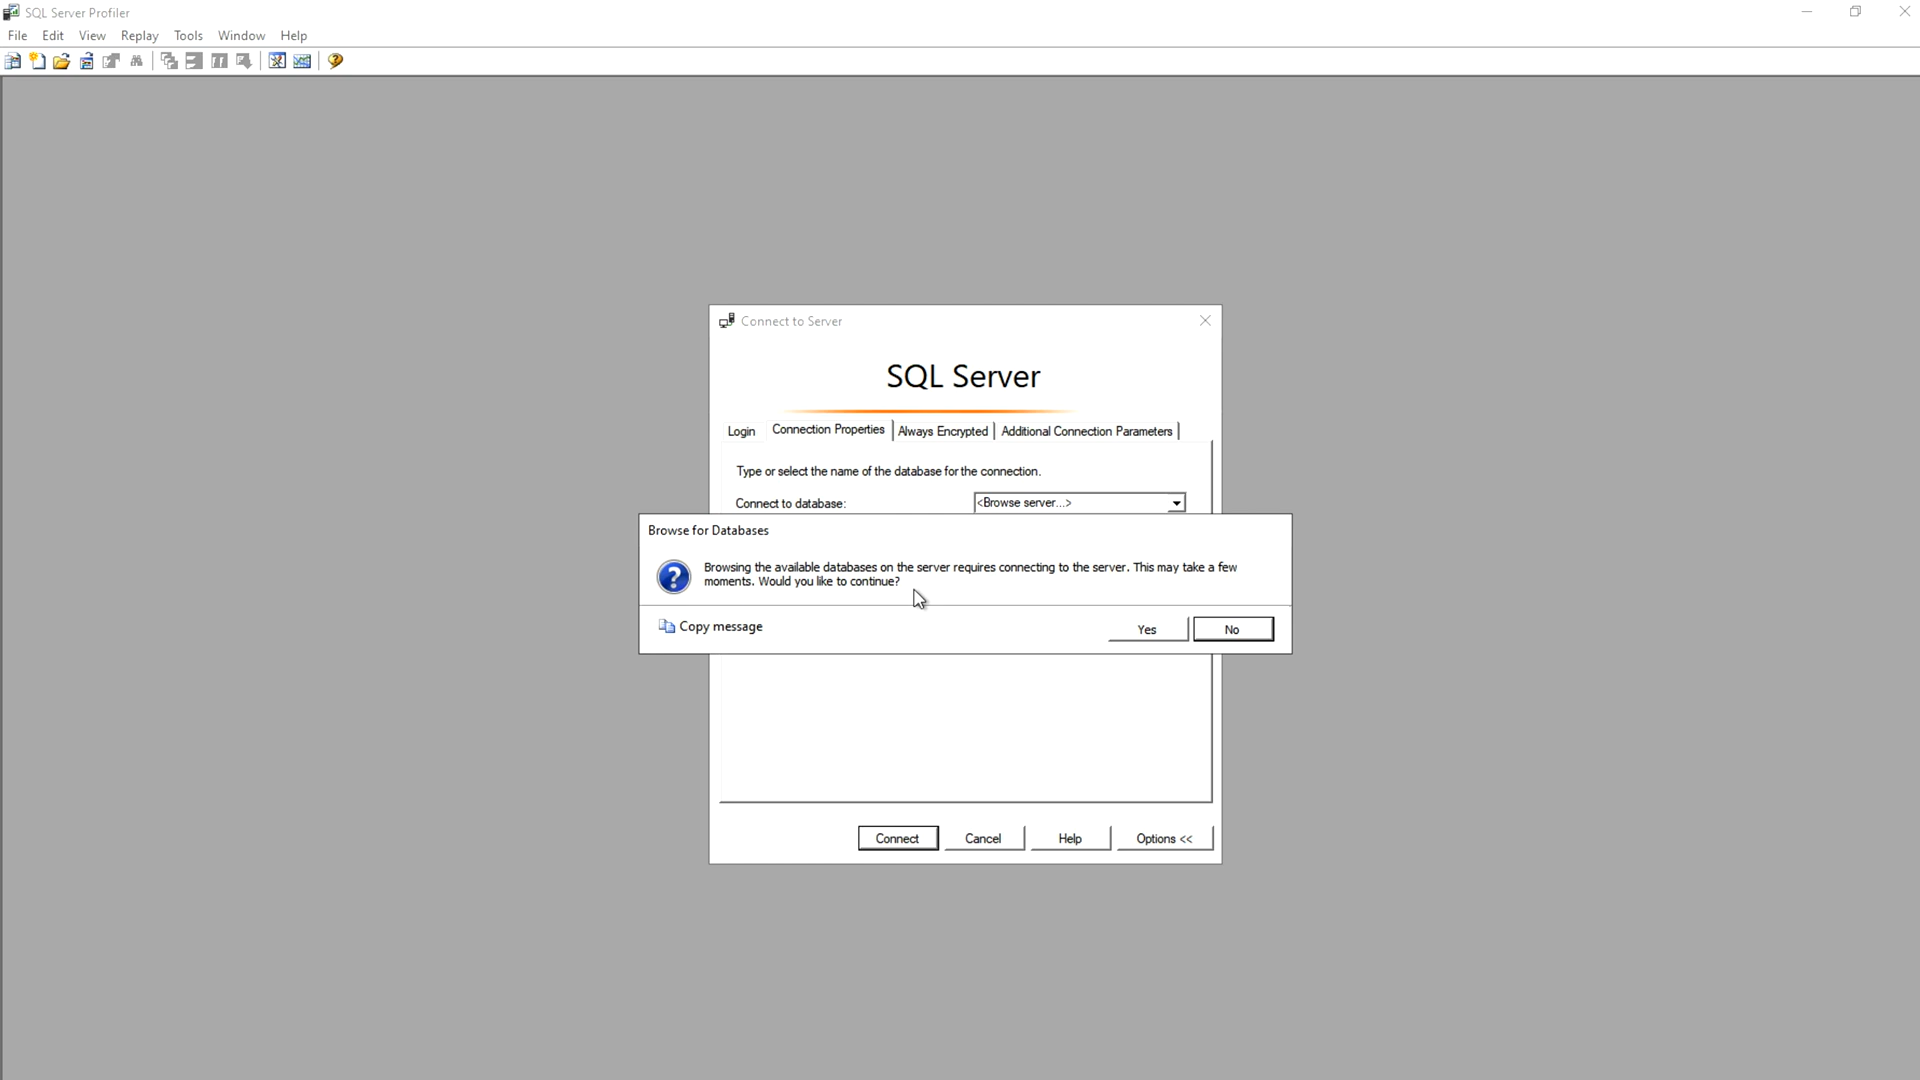 SQL Server Profiler
File Edit View Replay Tools Window Help
Connect to Server
SQL Server
Login Connection Properties Always Encrypted Additional Connection Parameters
Type or select the name of the database for the connection.
Connect to database: <Browse server...>
Browse for Databases
Browsing the available databases on the server requires connecting to the server. This may take a few
moments. Would you like to continue?
Copy message Yes No
Connect Cancel Help Options <<